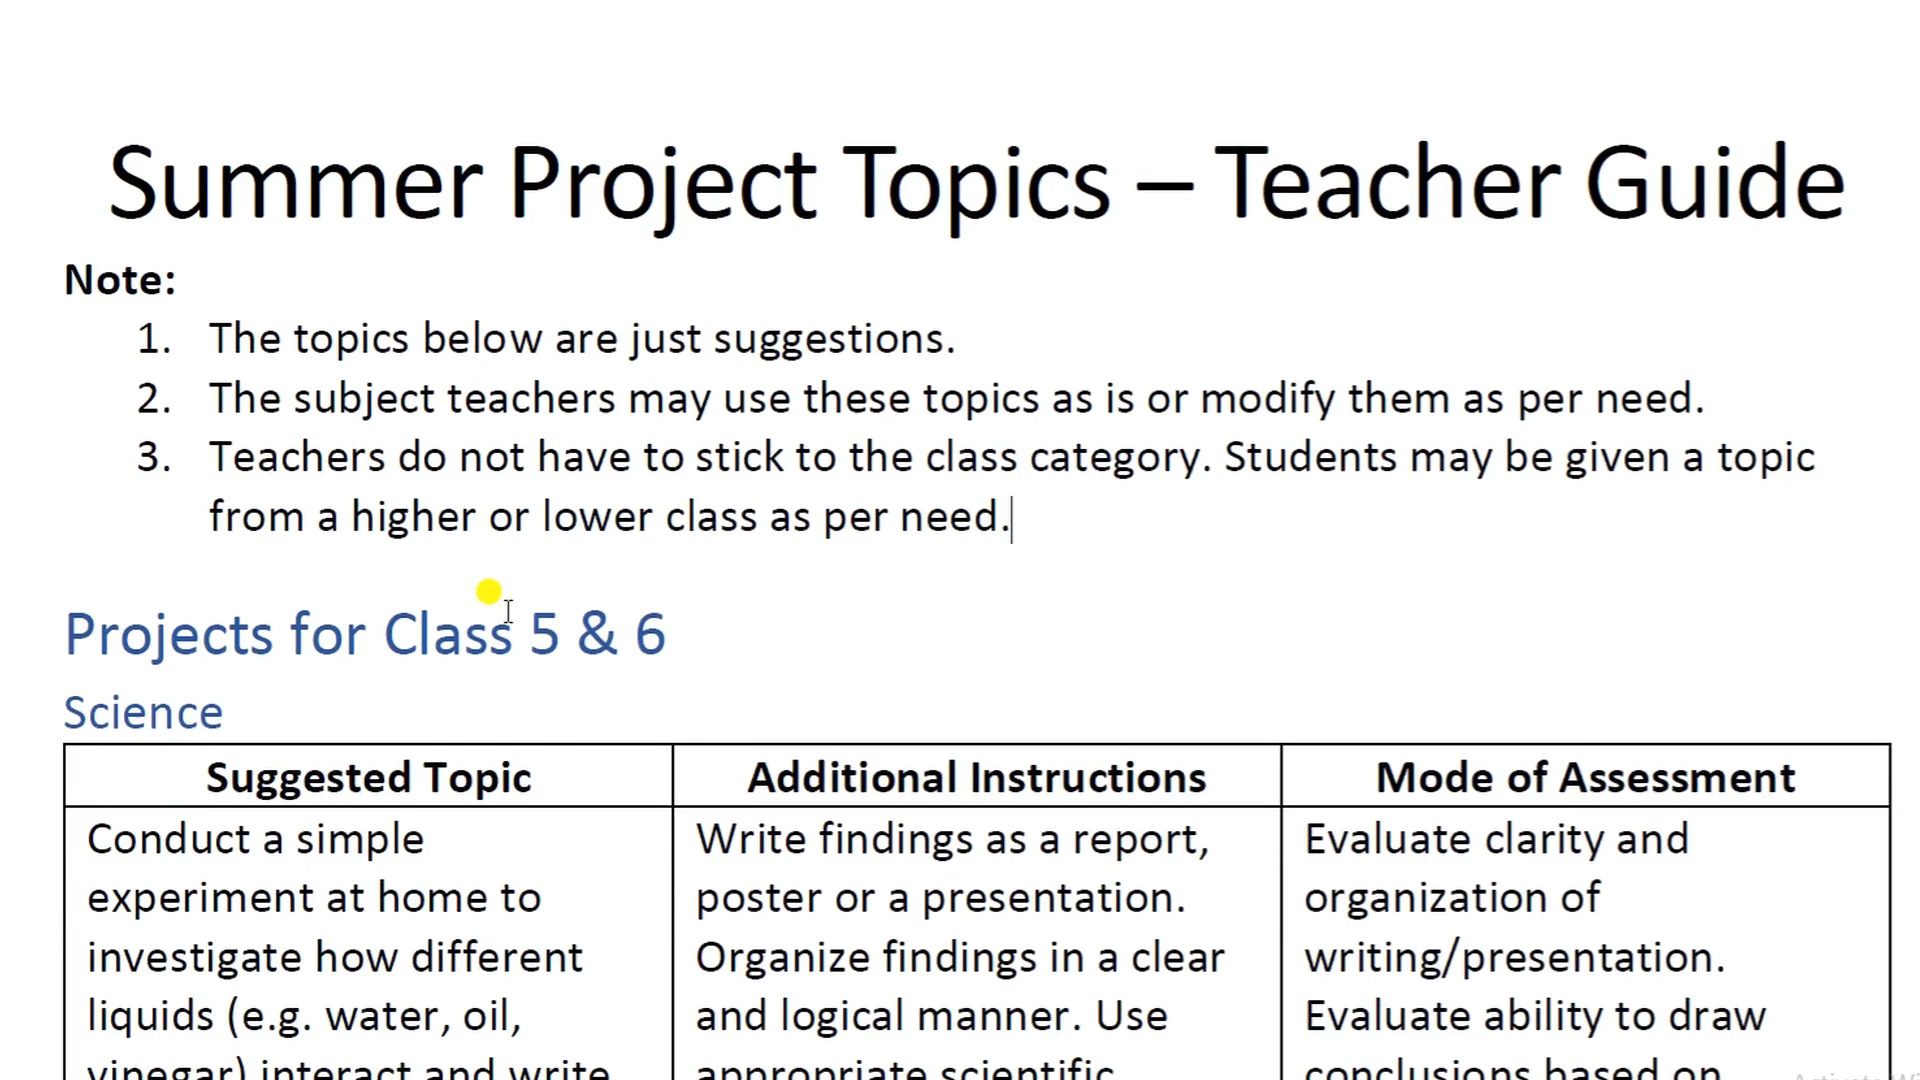 Summer Project Topics – Teacher Guide
Note:
1. The topics below are just suggestions.
2. The subject teachers may use these topics as is or modify them as per need.
3. Teachers do not have to stick to the class category. Students may be given a topic
from a higher or lower class as per need.
Projects for Class 5 & 6
Science
Suggested Topic
Additional Instructions
Mode of Assessment
Conduct a simple
experiment at home to
investigate how different
liquids (e.g. water, oil,
vinegar) interact and write
Write findings as a report,
poster or a presentation.
Organize findings in a clear
and logical manner. Use
appropriate scientific
Evaluate clarity and
organization of
writing/presentation.
Evaluate ability to draw
conclusions based on